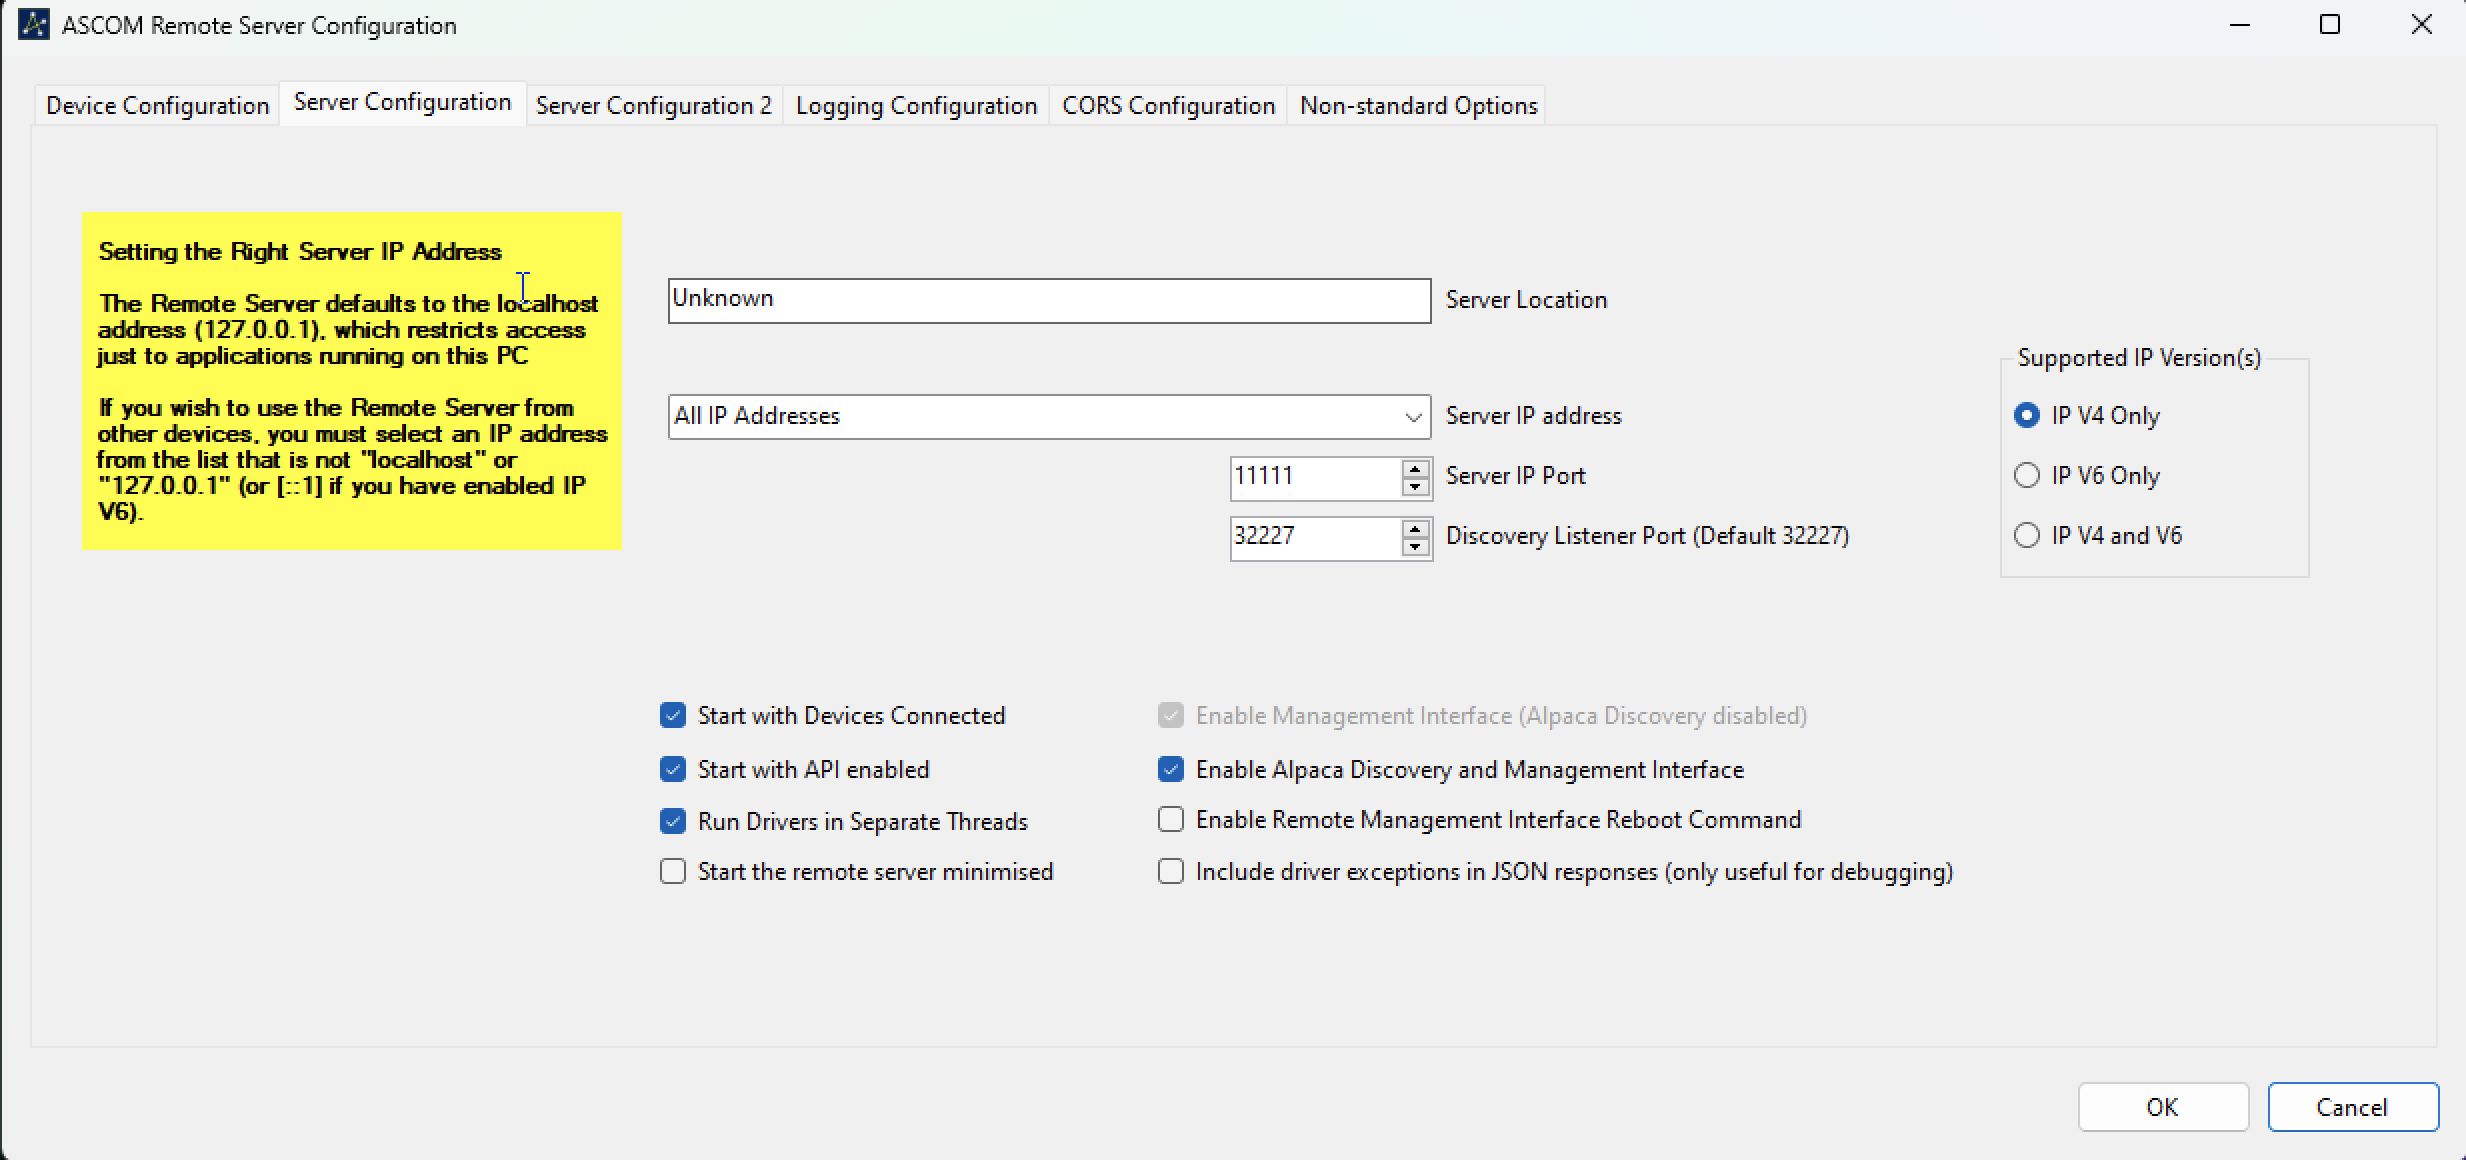 ASCOM Remote Server Configuration
Device Configuration
Server Configuration
Server Configuration 2
Logging Configuration
CORS Configuration
Non-standard Options
Setting the Right Server IP Address
The Remote Server defaults to the localhost
address (127.0.0.1), which restricts access
just to applications running on this PC
If you wish to use the Remote Server from
other devices, you must select an IP address
from the list that is not "localhost" or
"127.0.0.1" (or [::1] if you have enabled IP
V6).
Unknown
Server Location
All IP Addresses
Server IP address
11111
Server IP Port
32227
Discovery Listener Port (Default 32227)
Supported IP Version(s)
IP V4 Only
IP V6 Only
IP V4 and V6
Start with Devices Connected
Start with API enabled
Run Drivers in Separate Threads
Start the remote server minimised
Enable Management Interface (Alpaca Discovery disabled)
Enable Alpaca Discovery and Management Interface
Enable Remote Management Interface Reboot Command
Include driver exceptions in JSON responses (only useful for debugging)
OK
Cancel